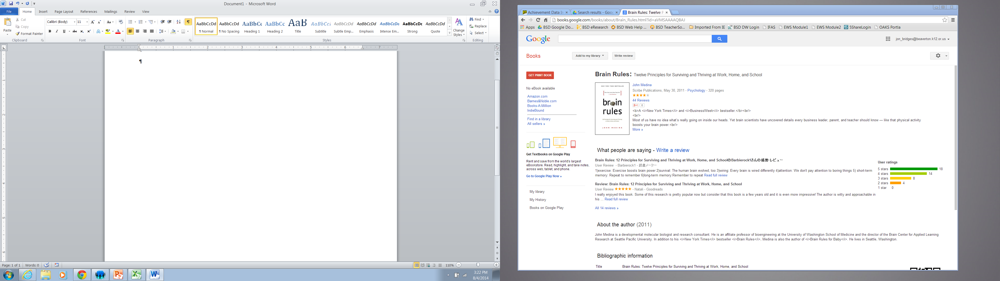 Document1 - Microsoft Word
File Home Insert Page Layout References Mailings Review View
Paste
Cut
Copy
Format Painter
Clipboard
Calibri (Body) 11
Font
Paragraph
AaBbCcDd AaBbCcDd AaBbCc AaBbCc AaB AaBbCcI AaBbCcDd AaBbCcDd AaBbCcDd AaBbCcDc AaBbCcDd
¶ Normal ¶ No Spacing Heading 1 Heading 2 Title Subtitle Subtle Emp... Emphasis Intense Em... Strong Quote
Change Styles
Styles
Find
Replace
Select
Editing
1 2 3 4 5 6 7
¶
Page: 1 of 1 Words: 0
110%
3:22 PM
8/4/2014
Achievement Data In
Search results - Goog
Brain Rules: Twelve P
books.google.com/books/about/Brain_Rules.html?id=aVMSAAAAQBAJ
Apps BSD Google Do... BSD eResearch BSD Web Help ... BSD TeacherSo... Imported From IE BSD DW Login IFAS EWS Module1 EWS Module2 5ShareLogin OAKS Portla
Google
jon_bridges@beaverton.k12.or.us
Books
Add to my library
Write review
GET PRINT BOOK
No eBook available
Amazon.com
Barnes&Noble.com
Books-A-Million
IndieBound
Find in a library
All sellers »
Get Textbooks on Google Play
Rent and save from the world's largest
eBookstore. Read, highlight, and take notes,
across web, tablet, and phone.
Go to Google Play Now »
My library
My History
Books on Google Play
Brain Rules: Twelve Principles for Surviving and Thriving at Work, Home, and School
NEW YORK TIMES BESTSELLER
brain
rules
JOHN MEDINA
John Medina
Scribe Publications, May 30, 2011 - Psychology - 320 pages
44 Reviews
g+1 0
<b>A <i>New York Times</i> and <i>BusinessWeek</i> bestseller.</b><br/>
<br/>
Most of us have no idea what's really going on inside our heads. Yet brain scientists have uncovered details every business leader, parent, and teacher should know — like that physical activity
boosts your brain power.<br/>
More »
What people are saying - Write a review
Brain Rules: 12 Principles for Surviving and Thriving at Work, Home, and SchoolのBarbierock1さんの感想・レビュー
User Review - Barbierock1 - 読書メーター
1)exercise: Exercise boosts brain power 2)survival: The human brain evolved, too 3)wiring: Every brain is wired differently 4)attention: We don't pay attention to boring things 5) short-term
memory: Repeat to remember 6)long-term memory:Remember to repeat Read full review
Review: Brain Rules: 12 Principles for Surviving and Thriving at Work, Home, and School
User Review - Natali - Goodreads
I really enjoyed this book. Some of this research is pretty popular now but consider that this book is a few years old and it is even more impressive! The author is witty and approachable in
his ... Read full review
All 14 reviews »
User ratings
5 stars 18
4 stars 14
3 stars 8
2 stars 4
1 star 0
About the author (2011)
John Medina is a developmental molecular biologist and research consultant. He is an affiliate professor of bioengineering at the University of Washington School of Medicine and the director of the Brain Center for Applied Learning
Research at Seattle Pacific University. In addition to his <i>New York Times</i> bestseller <i>Brain Rules</i>, Medina is also the author of <i>Brain Rules for Baby</i>. He lives in Seattle, Washington.
Bibliographic information
Title Brain Rules: Twelve Principles for Surviving and Thriving at Work, Home, and School